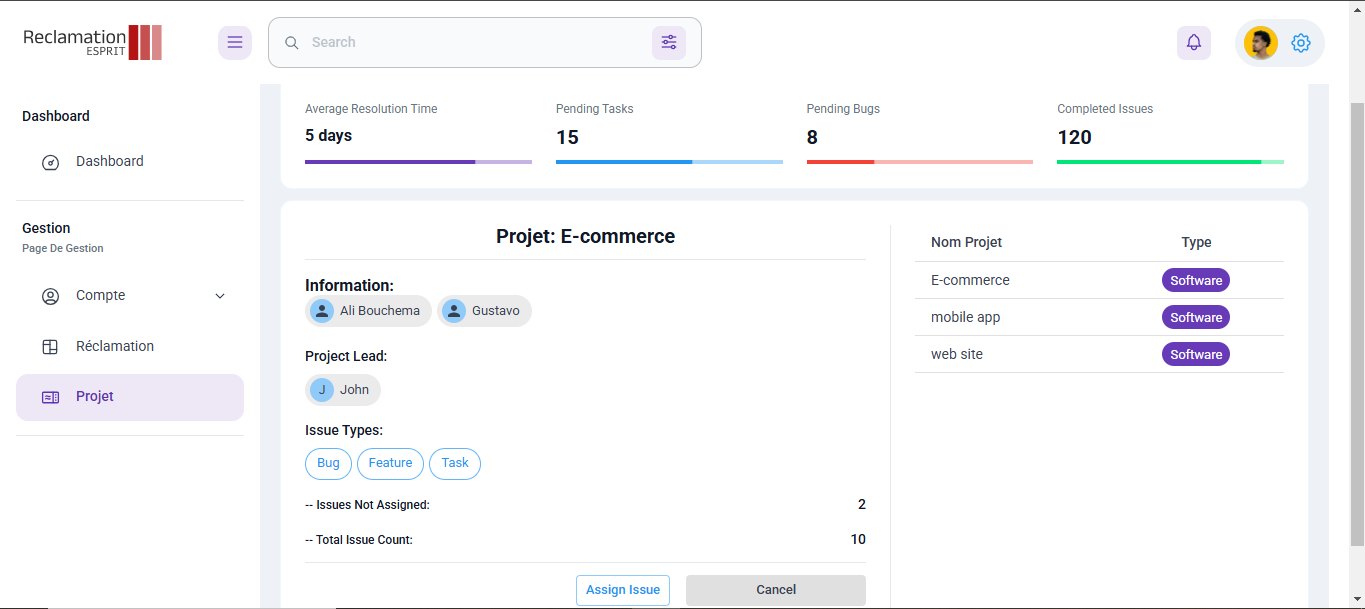 Reclamation
ESPRIT
Search
Dashboard
Dashboard
Gestion
Page De Gestion
Compte
Réclamation
Projet
Average Resolution Time
5 days
Pending Tasks
15
Pending Bugs
8
Completed Issues
120
Projet: E-commerce
Information:
Ali Bouchema Gustavo
Project Lead:
J John
Issue Types:
Bug Feature Task
-- Issues Not Assigned: 2
-- Total Issue Count: 10
Assign Issue Cancel
Nom Projet Type
E-commerce Software
mobile app Software
web site Software